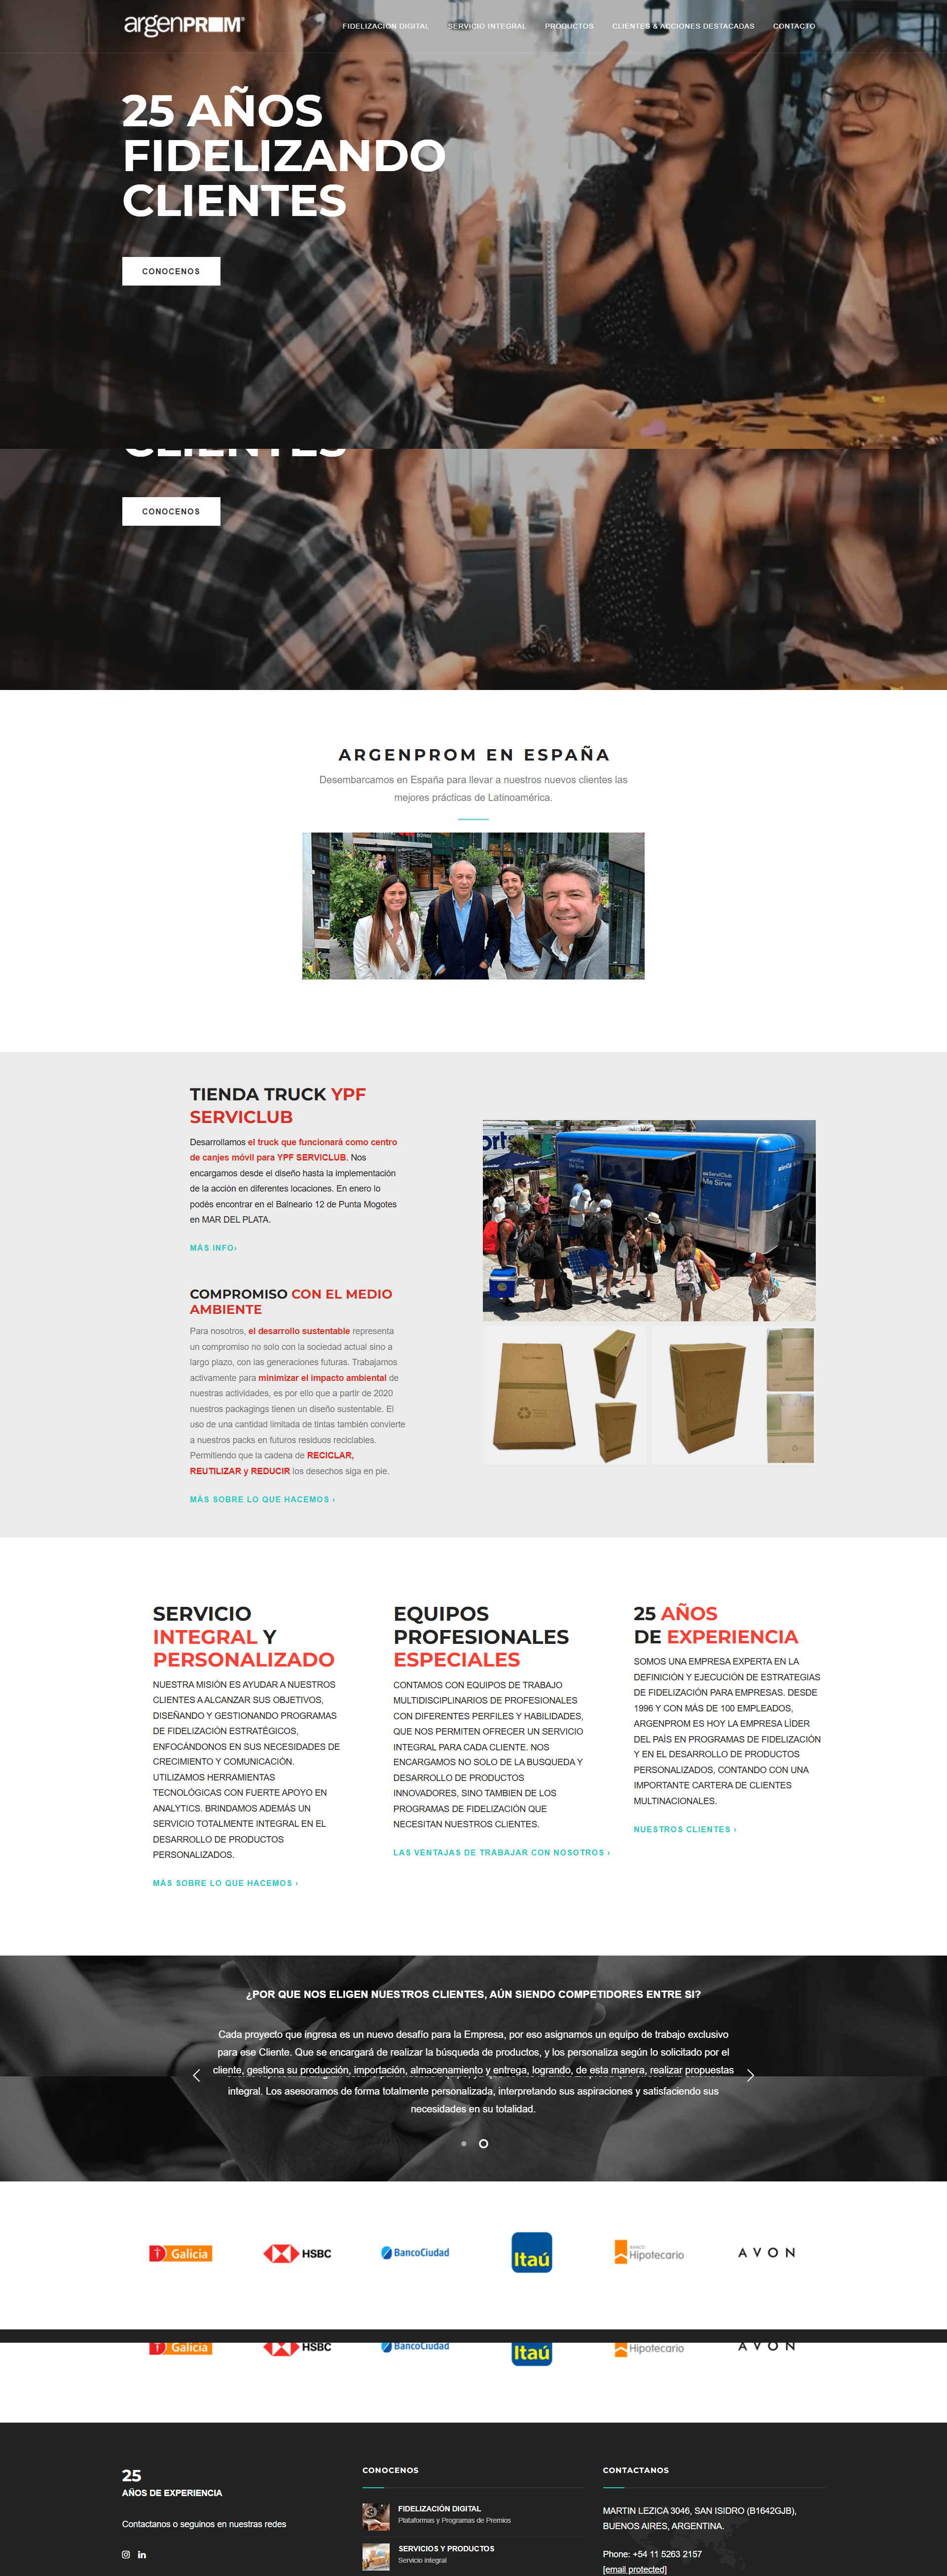 argenPROM®
FIDELIZACIÓN DIGITAL
SERVICIO INTEGRAL
PRODUCTOS
CLIENTES & ACCIONES DESTACADAS
CONTACTO
25 AÑOS
FIDELIZANDO
CLIENTES
CONOCENOS
CLIENTES
CONOCENOS
ARGENPROM EN ESPAÑA
Desembarcamos en España para llevar a nuestros nuevos clientes las
mejores prácticas de Latinoamérica.
TIENDA TRUCK YPF
SERVICLUB
Desarrollamos el truck que funcionará como centro
de canjes móvil para YPF SERVICLUB. Nos
encargamos desde el diseño hasta la implementación
de la acción en diferentes locaciones. En enero lo
podés encontrar en el Balneario 12 de Punta Mogotes
en MAR DEL PLATA.
MÁS INFO›
ServiClub
Me Sirve
ServiClub
Me Sirve
COMPROMISO CON EL MEDIO
AMBIENTE
Para nosotros, el desarrollo sustentable representa
un compromiso no solo con la sociedad actual sino a
largo plazo, con las generaciones futuras. Trabajamos
activamente para minimizar el impacto ambiental de
nuestras actividades, es por ello que a partir de 2020
nuestros packagings tienen un diseño sustentable. El
uso de una cantidad limitada de tintas también convierte
a nuestros packs en futuros residuos reciclables.
Permitiendo que la cadena de RECICLAR,
REUTILIZAR y REDUCIR los desechos siga en pie.
MÁS SOBRE LO QUE HACEMOS ›
SERVICIO
INTEGRAL Y
PERSONALIZADO
NUESTRA MISIÓN ES AYUDAR A NUESTROS
CLIENTES A ALCANZAR SUS OBJETIVOS,
DISEÑANDO Y GESTIONANDO PROGRAMAS
DE FIDELIZACIÓN ESTRATÉGICOS,
ENFOCÁNDONOS EN SUS NECESIDADES DE
CRECIMIENTO Y COMUNICACIÓN.
UTILIZAMOS HERRAMIENTAS
TECNOLÓGICAS CON FUERTE APOYO EN
ANALYTICS. BRINDAMOS ADEMÁS UN
SERVICIO TOTALMENTE INTEGRAL EN EL
DESARROLLO DE PRODUCTOS
PERSONALIZADOS.
MÁS SOBRE LO QUE HACEMOS ›
EQUIPOS
PROFESIONALES
ESPECIALES
CONTAMOS CON EQUIPOS DE TRABAJO
MULTIDISCIPLINARIOS DE PROFESIONALES
CON DIFERENTES PERFILES Y HABILIDADES,
QUE NOS PERMITEN OFRECER UN SERVICIO
INTEGRAL PARA CADA CLIENTE. NOS
ENCARGAMOS NO SOLO DE LA BUSQUEDA Y
DESARROLLO DE PRODUCTOS
INNOVADORES, SINO TAMBIEN DE LOS
PROGRAMAS DE FIDELIZACIÓN QUE
NECESITAN NUESTROS CLIENTES.
LAS VENTAJAS DE TRABAJAR CON NOSOTROS ›
25 AÑOS
DE EXPERIENCIA
SOMOS UNA EMPRESA EXPERTA EN LA
DEFINICIÓN Y EJECUCIÓN DE ESTRATEGIAS
DE FIDELIZACIÓN PARA EMPRESAS. DESDE
1996 Y CON MÁS DE 100 EMPLEADOS,
ARGENPROM ES HOY LA EMPRESA LÍDER
DEL PAÍS EN PROGRAMAS DE FIDELIZACIÓN
Y EN EL DESARROLLO DE PRODUCTOS
PERSONALIZADOS, CONTANDO CON UNA
IMPORTANTE CARTERA DE CLIENTES
MULTINACIONALES.
NUESTROS CLIENTES ›
¿POR QUE NOS ELIGEN NUESTROS CLIENTES, AÚN SIENDO COMPETIDORES ENTRE SI?
Cada proyecto que ingresa es un nuevo desafío para la Empresa, por eso asignamos un equipo de trabajo exclusivo
para ese Cliente. Que se encargará de realizar la búsqueda de productos, y los personaliza según lo solicitado por el
cliente, gestiona su producción, importación, almacenamiento y entrega, logrando, de esta manera, realizar propuestas
integral. Los asesoramos de forma totalmente personalizada, interpretando sus aspiraciones y satisfaciendo sus
necesidades en su totalidad.
Galicia
HSBC
BancoCiudad
Itaú
BANCO
Hipotecario
AVON
Galicia
HSBC
BancoCiudad
Itaú
Hipotecario
AVON
25
AÑOS DE EXPERIENCIA
Contactanos o seguinos en nuestras redes
CONOCENOS
FIDELIZACIÓN DIGITAL
Plataformas y Programas de Premios
SERVICIOS Y PRODUCTOS
Servicio integral
CONTACTANOS
MARTIN LEZICA 3046, SAN ISIDRO (B1642GJB),
BUENOS AIRES, ARGENTINA.
Phone: +54 11 5263 2157
[email protected]